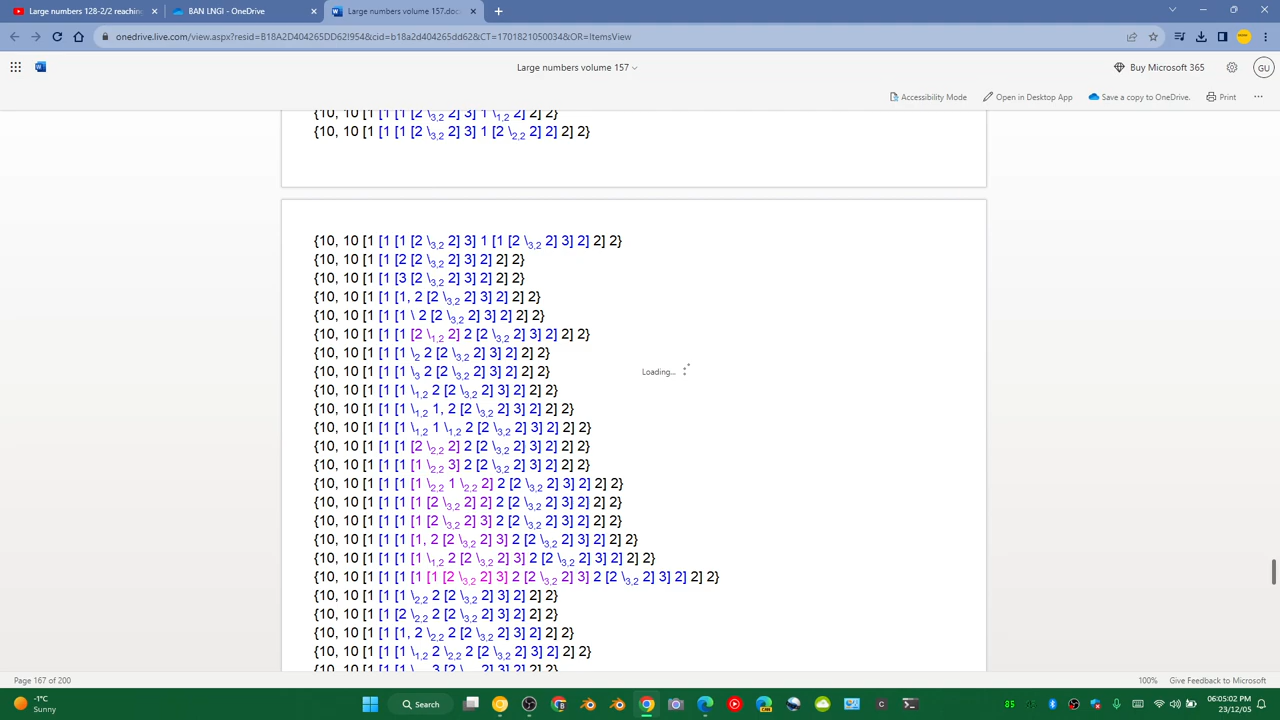 Large numbers 128-2/2 reaching
BAN LNGI - OneDrive
Large numbers volume 157.docx
onedrive.live.com/view.aspx?resid=B18A2D404265DD62!954&cid=b18a2d404265dd62&CT=1701821050034&OR=ItemsView
Large numbers volume 157
Buy Microsoft 365
GU
Accessibility Mode
Open in Desktop App
Save a copy to OneDrive.
Print
{10, 10 [1 [1 [1 [2 \3,2 2] 3] 1 \1,2 2] 2] 2}
{10, 10 [1 [1 [1 [2 \3,2 2] 3] 1 [2 \2,2 2] 2] 2] 2}
{10, 10 [1 [1 [1 [2 \3,2 2] 3] 1 [1 [2 \3,2 2] 3] 2] 2] 2}
{10, 10 [1 [1 [2 [2 \3,2 2] 3] 2] 2] 2}
{10, 10 [1 [1 [3 [2 \3,2 2] 3] 2] 2] 2}
{10, 10 [1 [1 [1, 2 [2 \3,2 2] 3] 2] 2] 2}
{10, 10 [1 [1 [1 \ 2 [2 \3,2 2] 3] 2] 2] 2}
{10, 10 [1 [1 [1 [2 \1,2 2] 2 [2 \3,2 2] 3] 2] 2] 2}
{10, 10 [1 [1 [1 \2 2 [2 \3,2 2] 3] 2] 2] 2}
{10, 10 [1 [1 [1 \3 2 [2 \3,2 2] 3] 2] 2] 2}
{10, 10 [1 [1 [1 \1,2 2 [2 \3,2 2] 3] 2] 2] 2}
{10, 10 [1 [1 [1 \1,2 1, 2 [2 \3,2 2] 3] 2] 2] 2}
{10, 10 [1 [1 [1 \1,2 1 \1,2 2 [2 \3,2 2] 3] 2] 2] 2}
{10, 10 [1 [1 [1 [2 \2,2 2] 2 [2 \3,2 2] 3] 2] 2] 2}
{10, 10 [1 [1 [1 [1 \2,2 3] 2 [2 \3,2 2] 3] 2] 2] 2}
{10, 10 [1 [1 [1 [1 \2,2 1 \2,2 2] 2 [2 \3,2 2] 3] 2] 2] 2}
{10, 10 [1 [1 [1 [1 [2 \3,2 2] 2] 2 [2 \3,2 2] 3] 2] 2] 2}
{10, 10 [1 [1 [1 [1 [2 \3,2 2] 3] 2 [2 \3,2 2] 3] 2] 2] 2}
{10, 10 [1 [1 [1 [1, 2 [2 \3,2 2] 3] 2 [2 \3,2 2] 3] 2] 2] 2}
{10, 10 [1 [1 [1 [1 \1,2 2 [2 \3,2 2] 3] 2 [2 \3,2 2] 3] 2] 2] 2}
{10, 10 [1 [1 [1 [1 [1 [2 \3,2 2] 3] 2 [2 \3,2 2] 3] 2 [2 \3,2 2] 3] 2] 2] 2}
{10, 10 [1 [1 [1 \2,2 2 [2 \3,2 2] 3] 2] 2] 2}
{10, 10 [1 [1 [2 \2,2 2 [2 \3,2 2] 3] 2] 2] 2}
{10, 10 [1 [1 [1, 2 \2,2 2 [2 \3,2 2] 3] 2] 2] 2}
{10, 10 [1 [1 [1 \1,2 2 \2,2 2 [2 \3,2 2] 3] 2] 2] 2}
Loading...
Page 167 of 200
100%
Give Feedback to Microsoft
-1°C
Sunny
Search
85
06:05:02
23/12/05